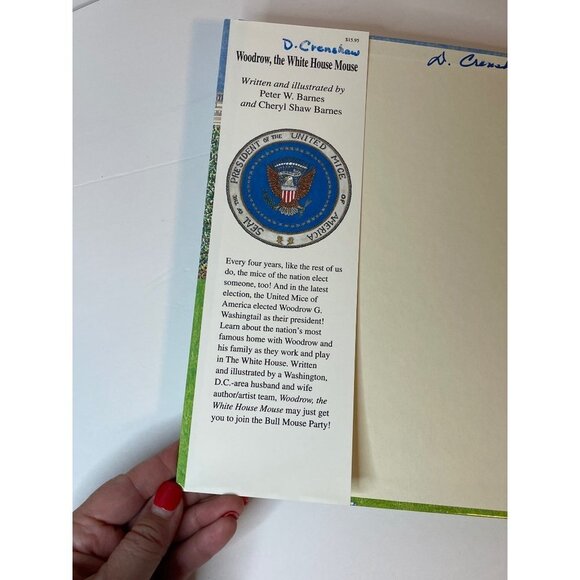 $15.95
D. Crenshaw
D. Crensh
Woodrow, the White House Mouse
Written and illustrated by
Peter W. Barnes
and Cheryl Shaw Barnes
SEAL OF THE PRESIDENT OF THE UNITED MICE OF AMERICA
Every four years, like the rest of us
do, the mice of the nation elect
someone, too! And in the latest
election, the United Mice of
America elected Woodrow G.
Washingtail as their president!
Learn about the nation's most
famous home with Woodrow and
his family as they work and play
in The White House. Written
and illustrated by a Washington,
D.C.-area husband and wife
author/artist team, Woodrow, the
White House Mouse may just get
you to join the Bull Mouse Party!